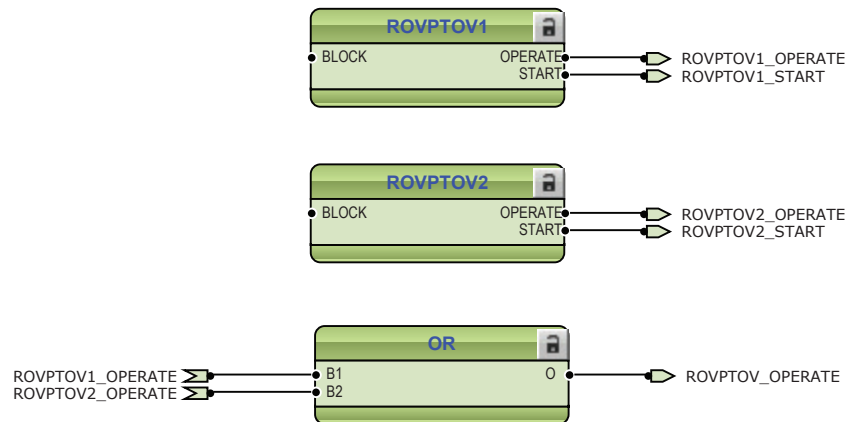 ROVPTOV1
BLOCK OPERATE ROVPTOV1_OPERATE
START ROVPTOV1_START
ROVPTOV2
BLOCK OPERATE ROVPTOV2_OPERATE
START ROVPTOV2_START
OR
ROVPTOV1_OPERATE B1 O ROVPTOV_OPERATE
ROVPTOV2_OPERATE B2